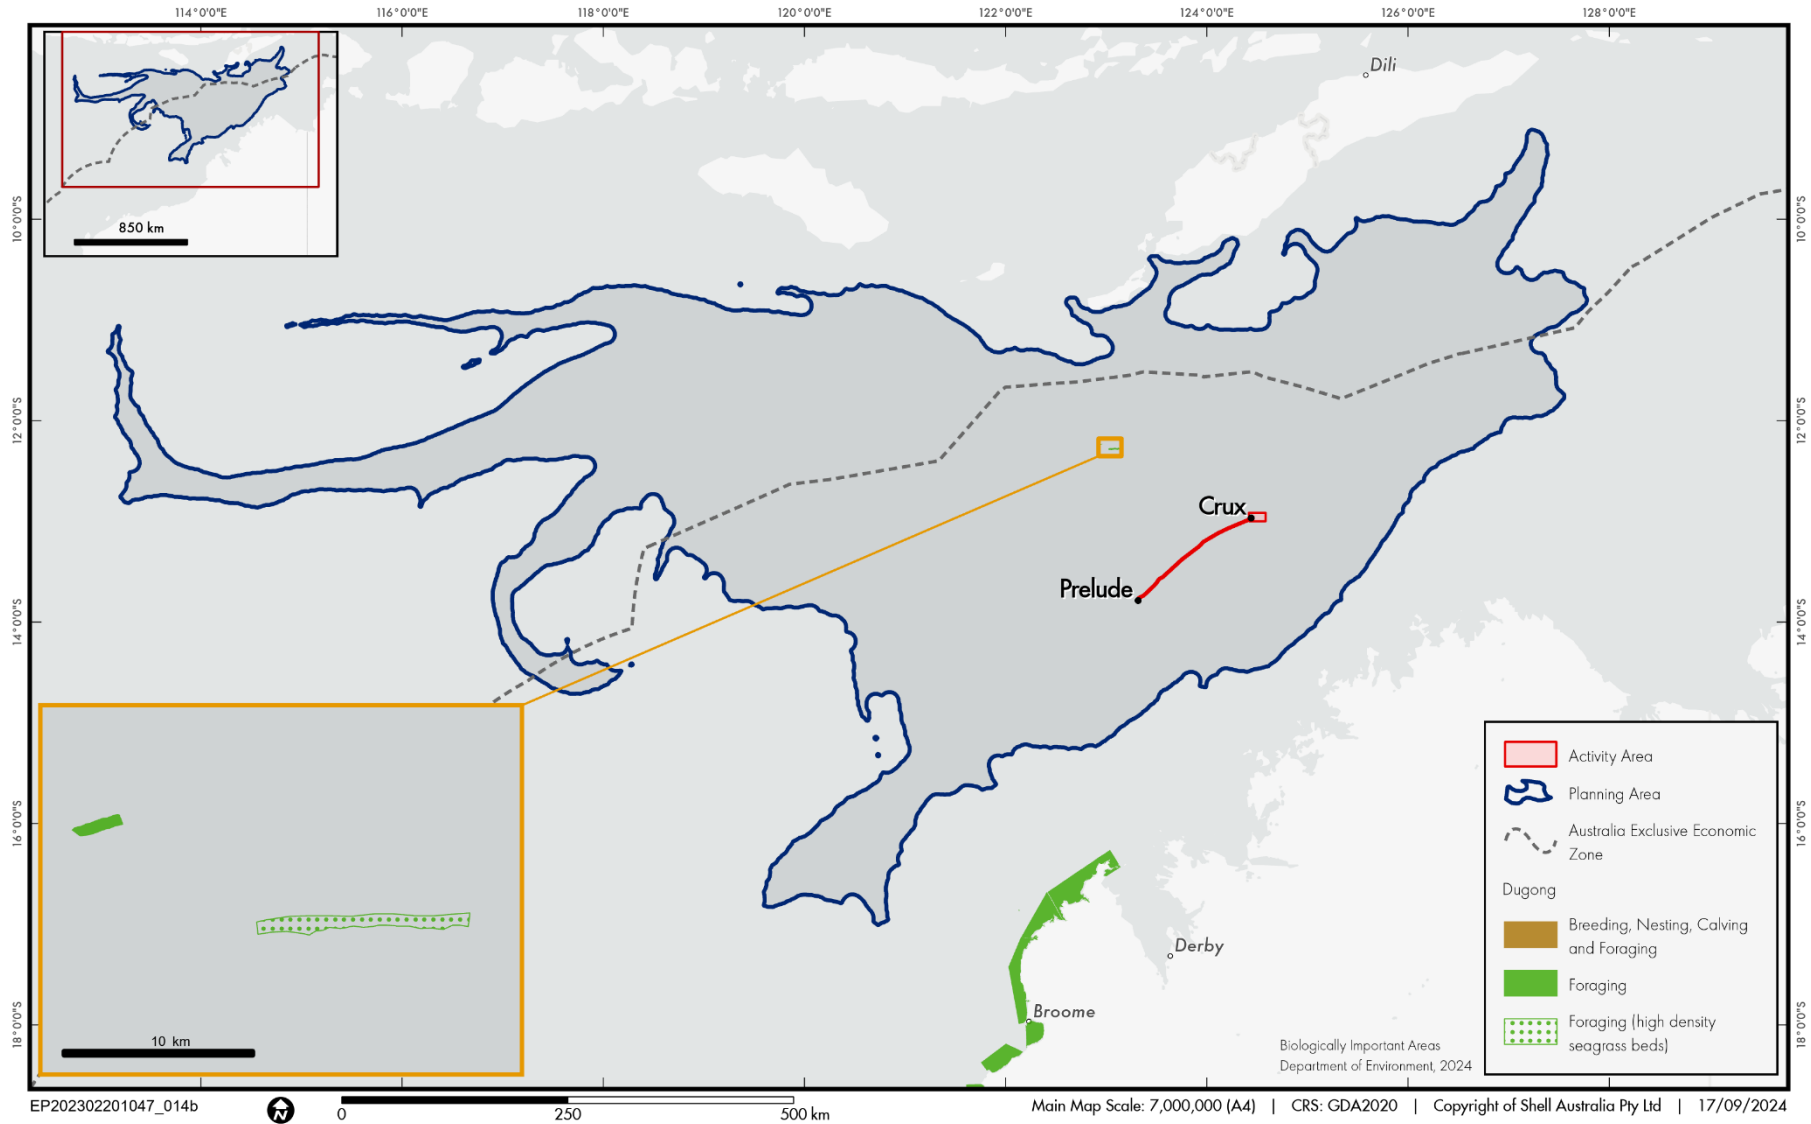 114°0'0"E
116°0'0"E
118°0'0"E
120°0'0"E
122°0'0"E
124°0'0"E
126°0'0"E
128°0'0"E
10°0'0"S
12°0'0"S
14°0'0"S
16°0'0"S
18°0'0"S
10°0'0"S
12°0'0"S
14°0'0"S
16°0'0"S
18°0'0"S
850 km
Dili
Crux
Prelude
Derby
Broome
10 km
Activity Area
Planning Area
Australia Exclusive Economic
Zone
Dugong
Breeding, Nesting, Calving
and Foraging
Foraging
Foraging (high density
seagrass beds)
Biologically Important Areas
Department of Environment, 2024
EP202302201047_014b
N
0
250
500 km
Main Map Scale: 7,000,000 (A4) | CRS: GDA2020 | Copyright of Shell Australia Pty Ltd | 17/09/2024